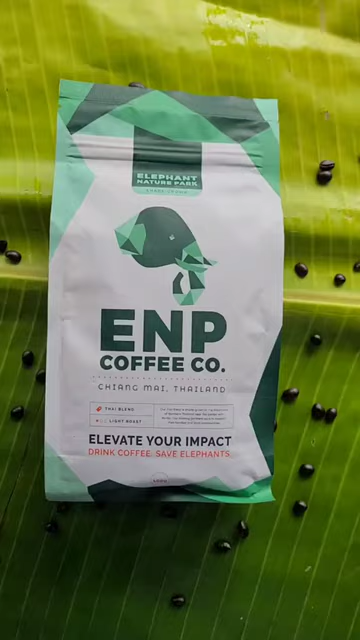 ELEPHANT
NATURE PARK
ENP
COFFEE CO.
CHIANG MAI, THAILAND
THAI BLEND
LIGHT ROAST
ELEVATE YOUR IMPACT
DRINK COFFEE. SAVE ELEPHANTS.